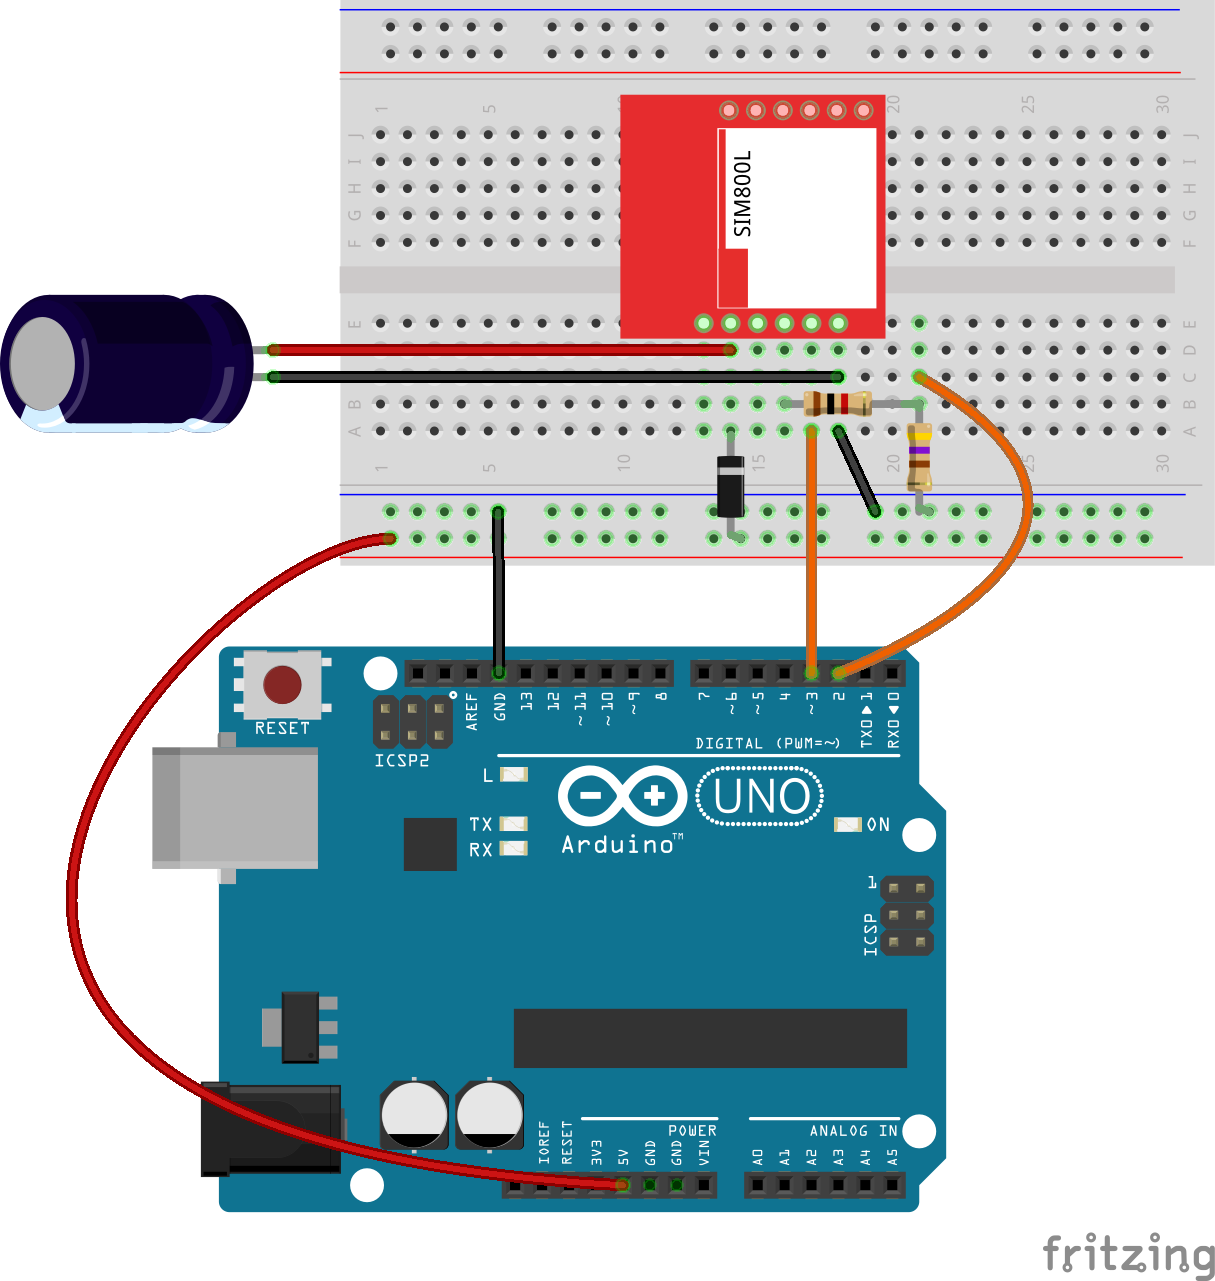 1 5 10 20 25 30
J J
I I
H H
G G
F F
SIM800L
E E
D D
C C
B B
A A
1 5 10 15 20 25 30
RESET
AREF GND 13 12 ~11 ~10 ~9 8 7 ~6 ~5 4 ~3 2 TX0 1 RX0 0
ICSP2
DIGITAL (PWM=~)
L
TX
RX
UNO
Arduino™
ON
1
ICSP
POWER
ANALOG IN
IOREF RESET 3V3 5V GND GND VIN A0 A1 A2 A3 A4 A5
fritzing